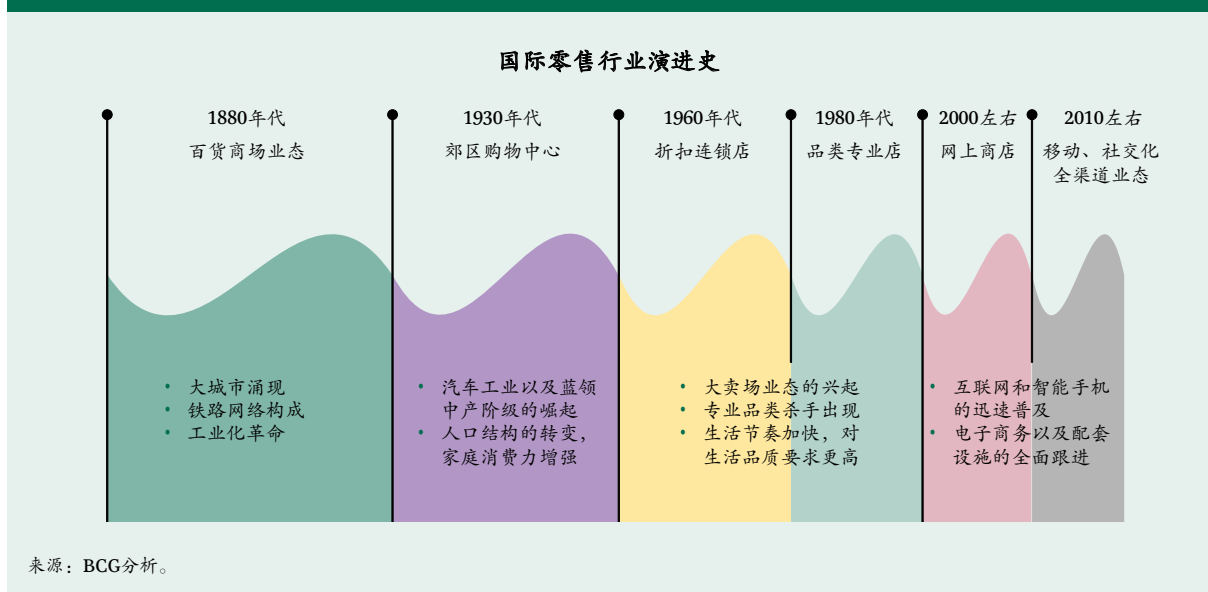 国际零售行业演进史
1880年代
百货商场业态
1930年代
郊区购物中心
1960年代
折扣连锁店
1980年代
品类专业店
2000左右
网上商店
2010左右
移动、社交化
全渠道业态
• 大城市涌现
• 铁路网络构成
• 工业化革命
• 汽车工业以及蓝领
中产阶级的崛起
• 人口结构的转变，
家庭消费力增强
• 大卖场业态的兴起
• 专业品类杀手出现
• 生活节奏加快，对
生活品质要求更高
• 互联网和智能手机
的迅速普及
• 电子商务以及配套
设施的全面跟进
来源：BCG分析。